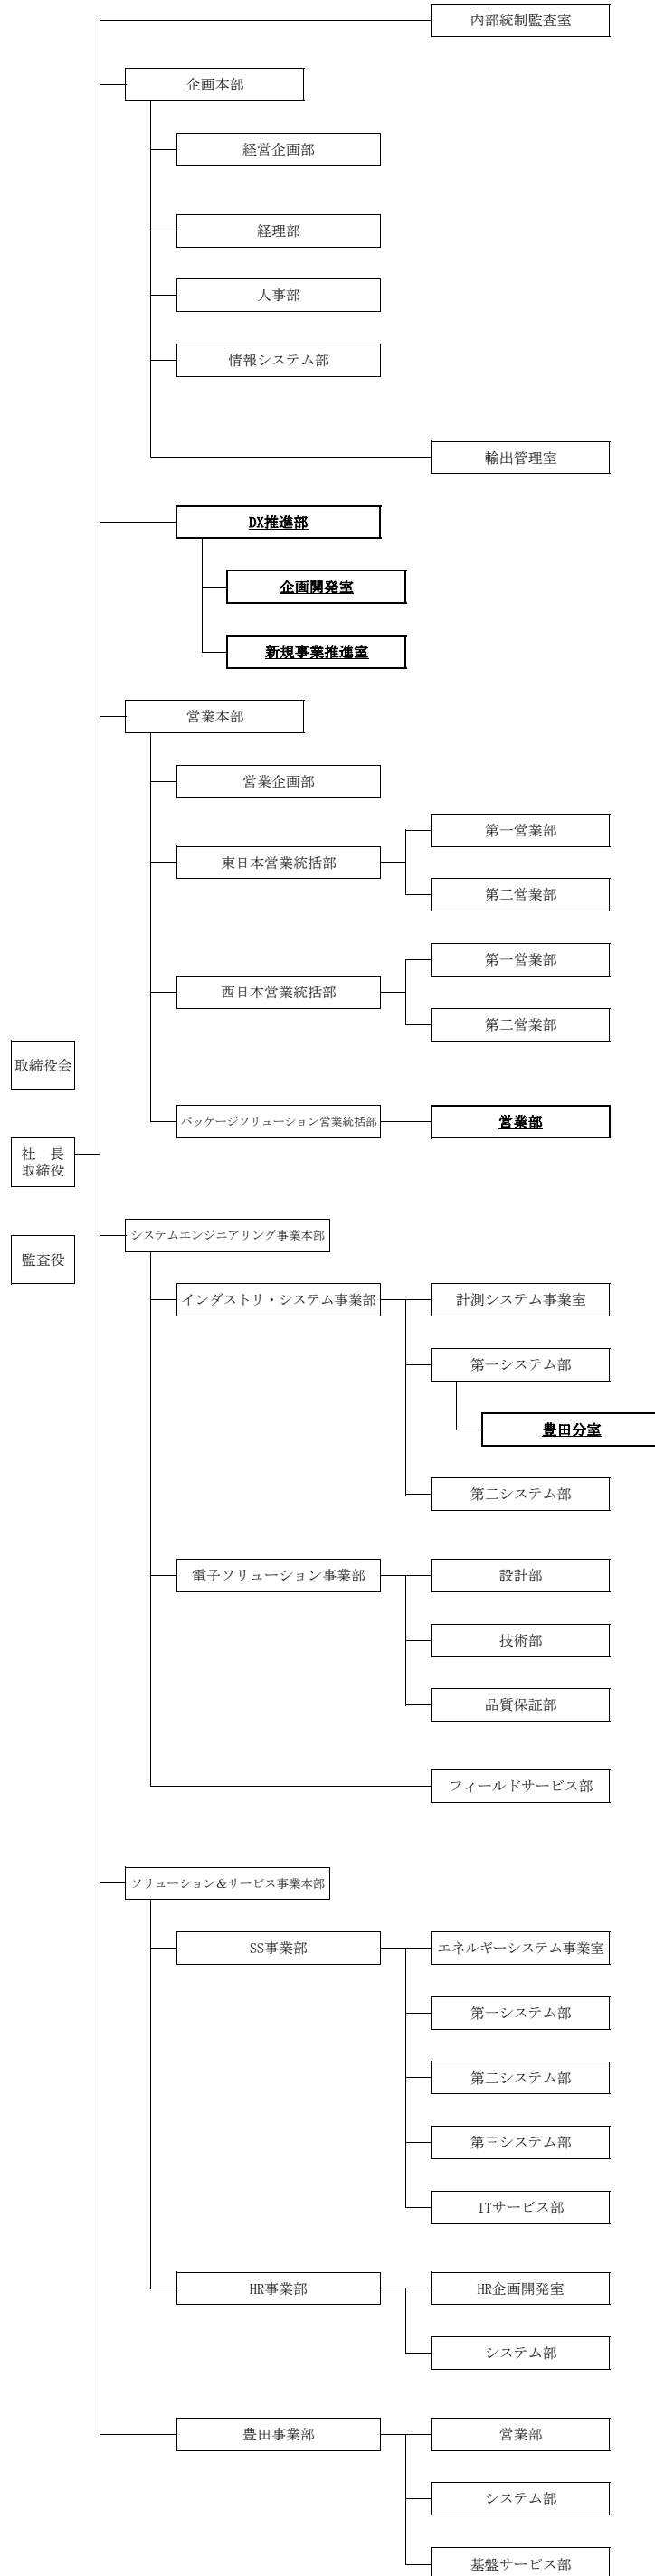 内部統制監査室
企画本部
経営企画部
経理部
人事部
情報システム部
輸出管理室
DX推進部
企画開発室
新規事業推進室
営業本部
営業企画部
第一営業部
東日本営業統括部
第二営業部
第一営業部
西日本営業統括部
第二営業部
取締役会
パッケージソリューション営業統括部
営業部
社　長
取締役
監査役
システムエンジニアリング事業本部
インダストリ・システム事業部
計測システム事業室
第一システム部
豊田分室
第二システム部
電子ソリューション事業部
設計部
技術部
品質保証部
フィールドサービス部
ソリューション＆サービス事業本部
SS事業部
エネルギーシステム事業室
第一システム部
第二システム部
第三システム部
ITサービス部
HR事業部
HR企画開発室
システム部
豊田事業部
営業部
システム部
基盤サービス部